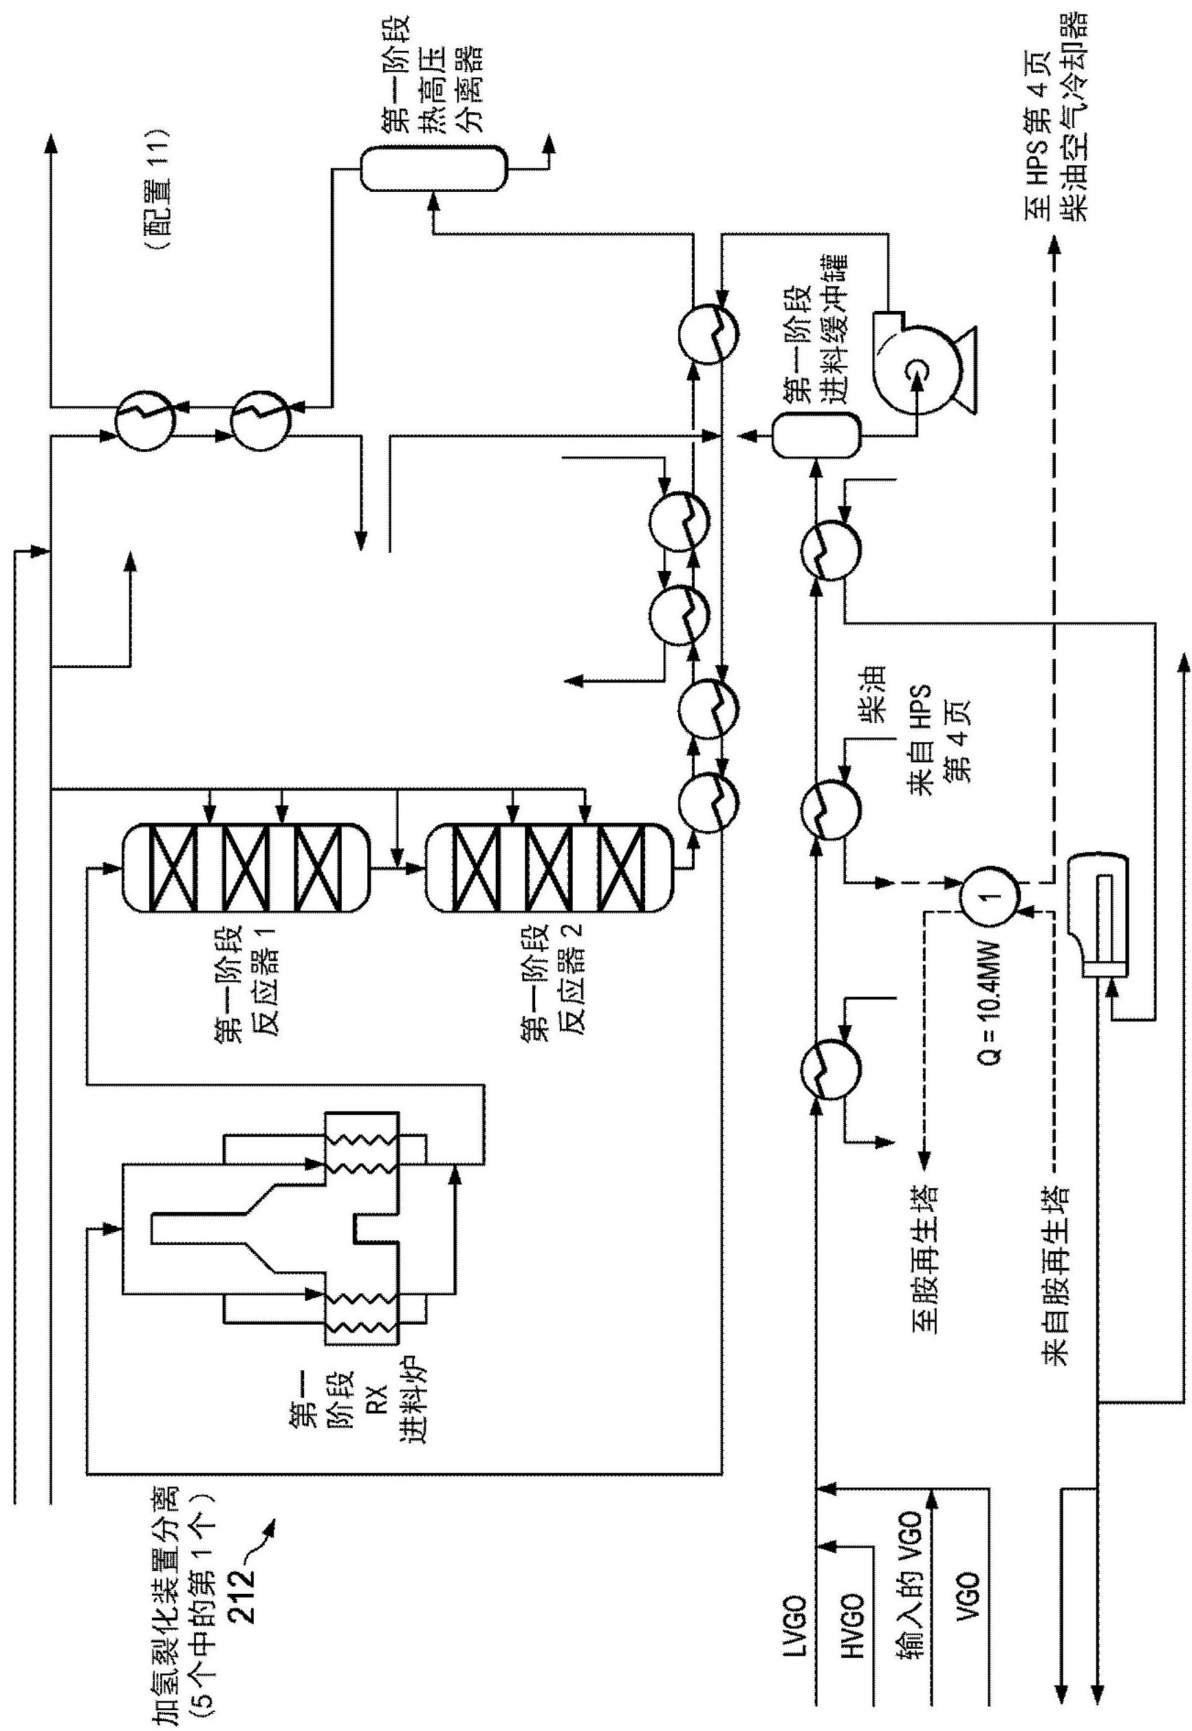 加氢裂化装置分离
(5个中的第1个)
212
(配置 11)
第一
阶段
RX
进料炉
第一阶段
反应器 1
第一阶段
反应器 2
第一阶段
热高压
分离器
第一阶段
进料缓冲罐
LVGO
HVGO
输入的 VGO
VGO
柴油
来自 HPS
第 4 页
至胺再生塔
Q = 10.4MW
1
来自胺再生塔
至 HPS 第 4 页
柴油空气冷却器